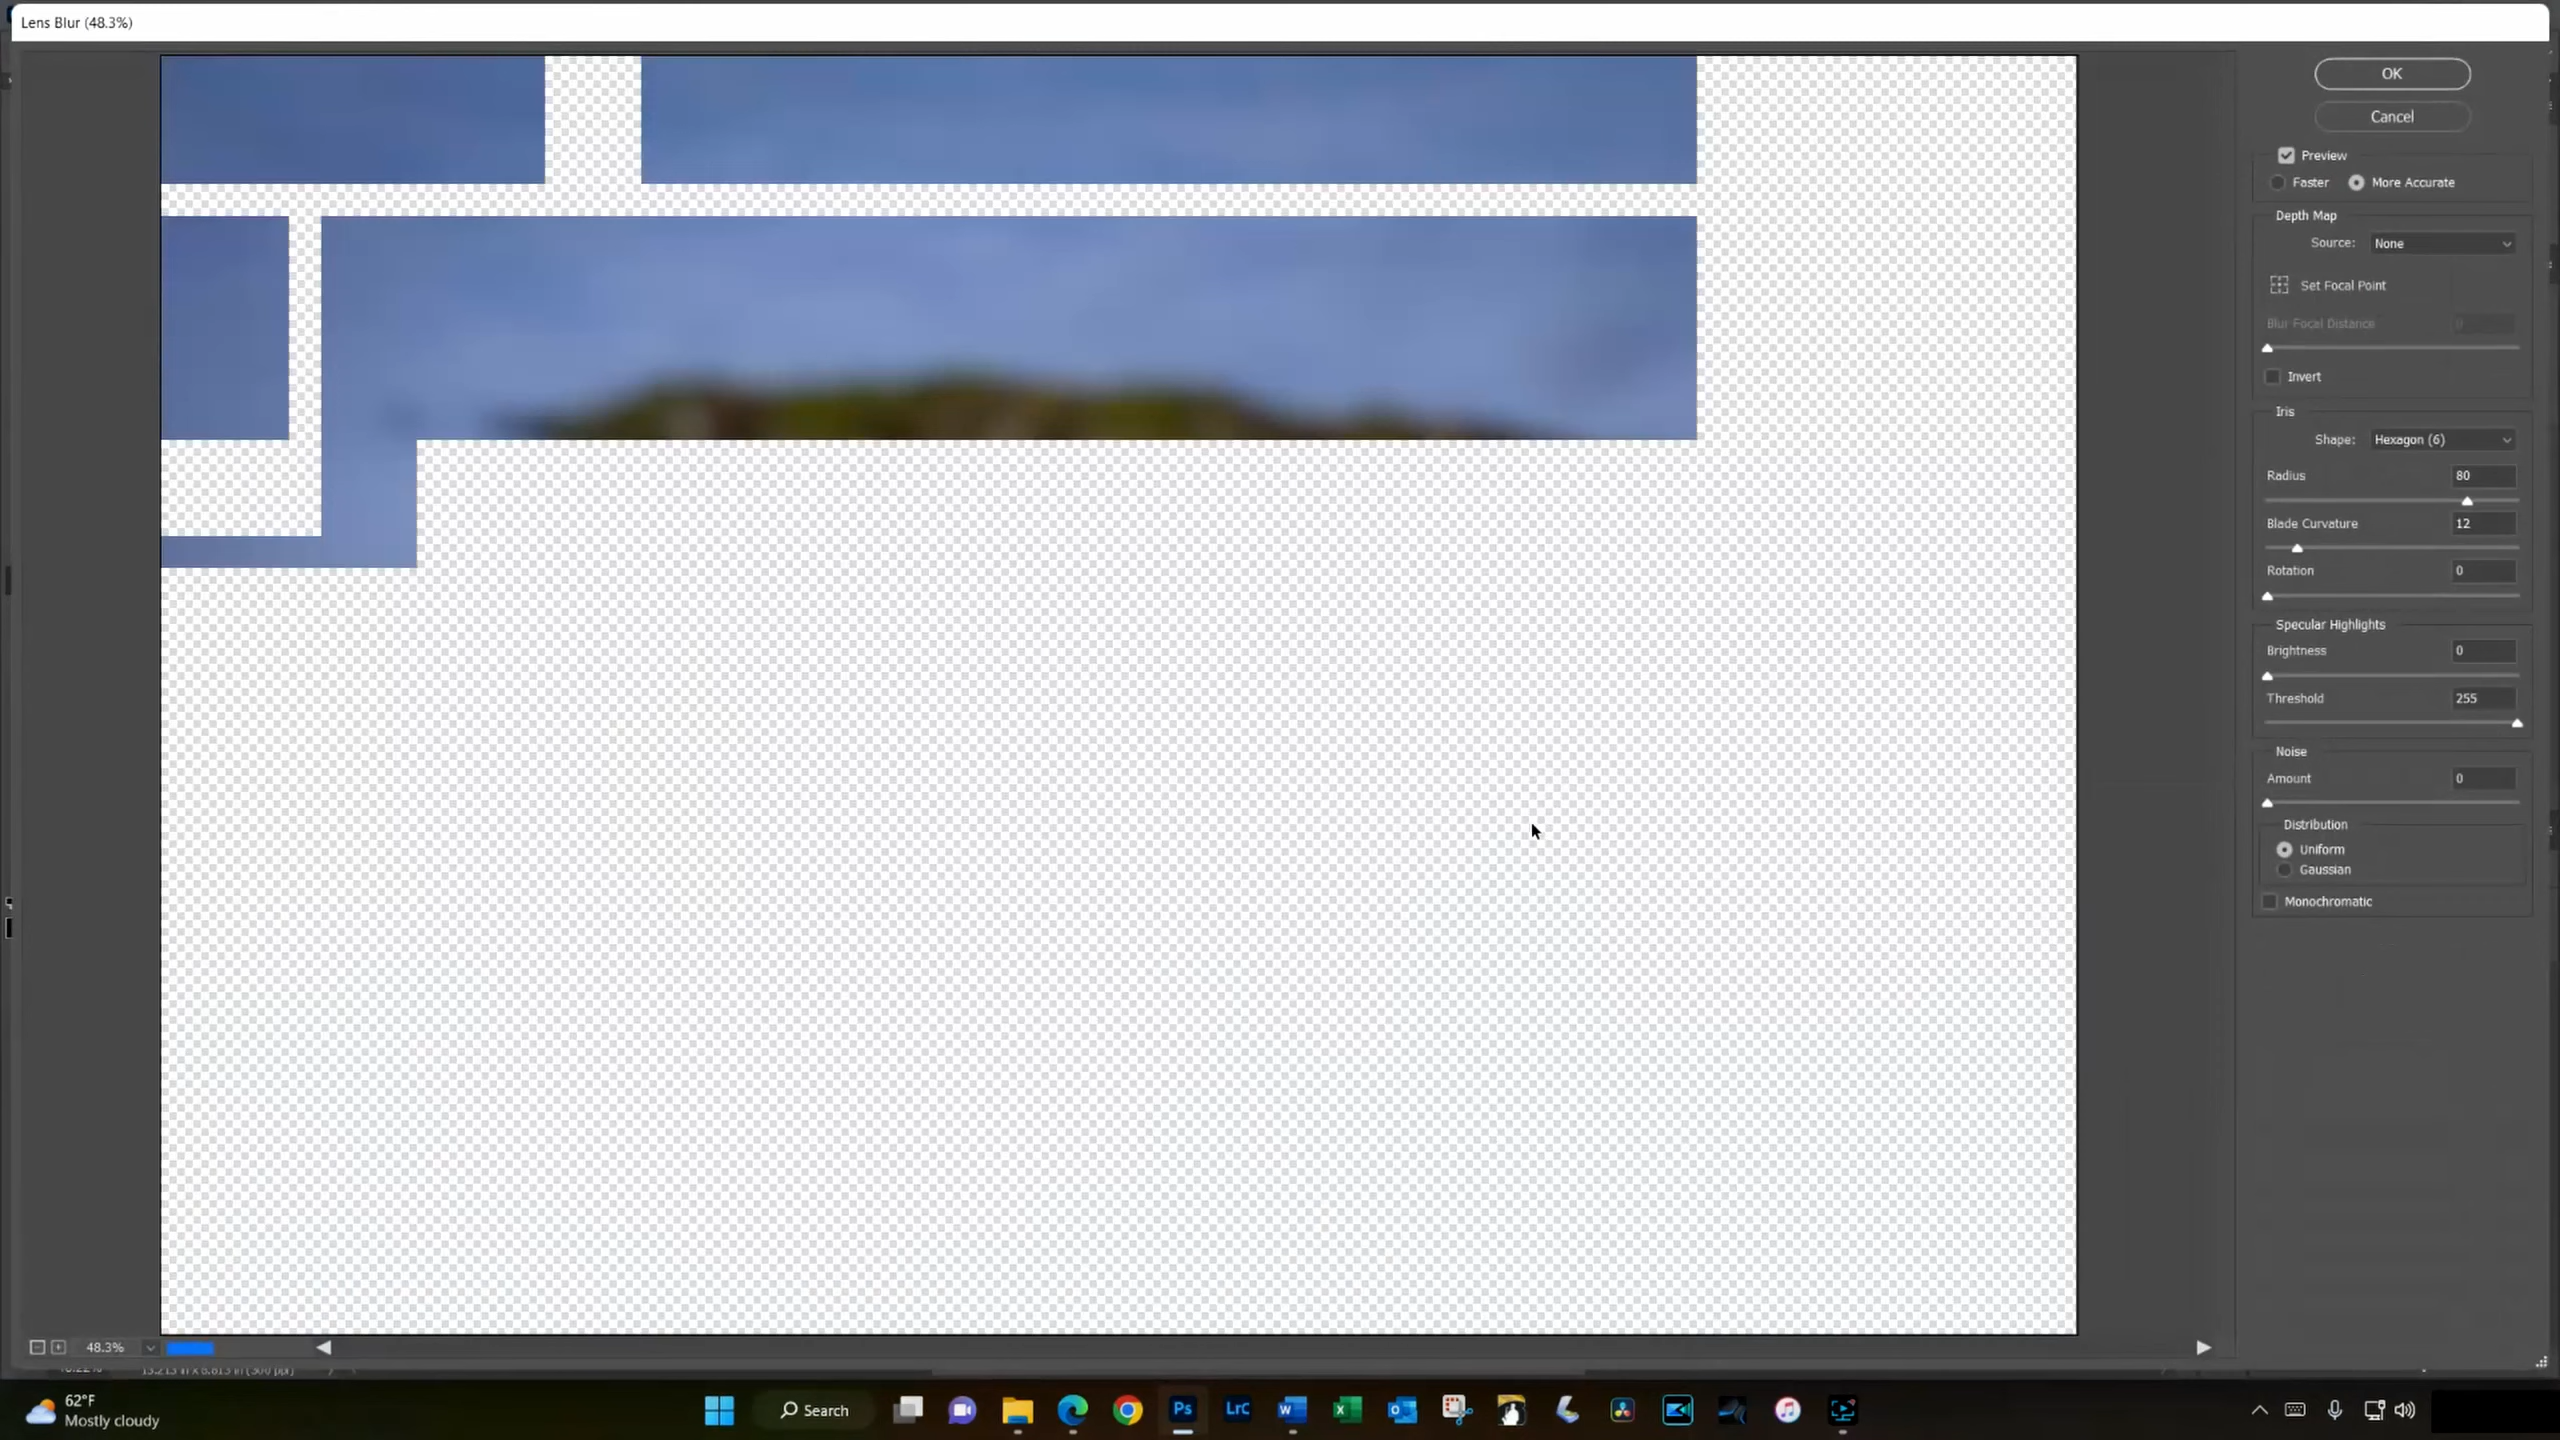 Lens Blur (48.3%)
OK
Cancel
Preview
Faster
More Accurate
Depth Map
Source: None
Set Focal Point
Blur Focal Distance
Invert
Iris
Shape: Hexagon (6)
Radius 80
Blade Curvature 12
Rotation 0
Specular Highlights
Brightness 0
Threshold 255
Noise
Amount 0
Distribution
Uniform
Gaussian
Monochromatic
48.3%
62°F
Mostly cloudy
Search
Ps
LrC